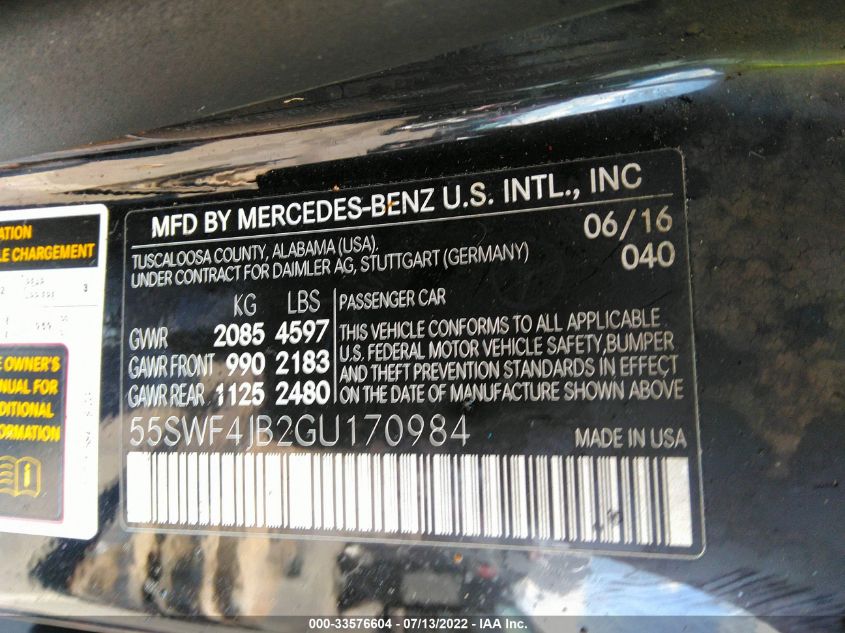 MFD BY MERCEDES-BENZ U.S. INTL., INC
TUSCALOOSA COUNTY, ALABAMA (USA).
UNDER CONTRACT FOR DAIMLER AG, STUTTGART (GERMANY)
06/16
040
KG LBS
GVWR 2085 4597
GAWR FRONT 990 2183
GAWR REAR 1125 2480
PASSENGER CAR
THIS VEHICLE CONFORMS TO ALL APPLICABLE
U.S. FEDERAL MOTOR VEHICLE SAFETY,BUMPER
AND THEFT PREVENTION STANDARDS IN EFFECT
ON THE DATE OF MANUFACTURE SHOWN ABOVE
55SWF4JB2GU170984
MADE IN USA
ATION
LE CHARGEMENT
3
E OWNER'S
NUAL FOR
DITIONAL
ORMATION
000-33576604 / 07/13/2022 - IAA Inc.